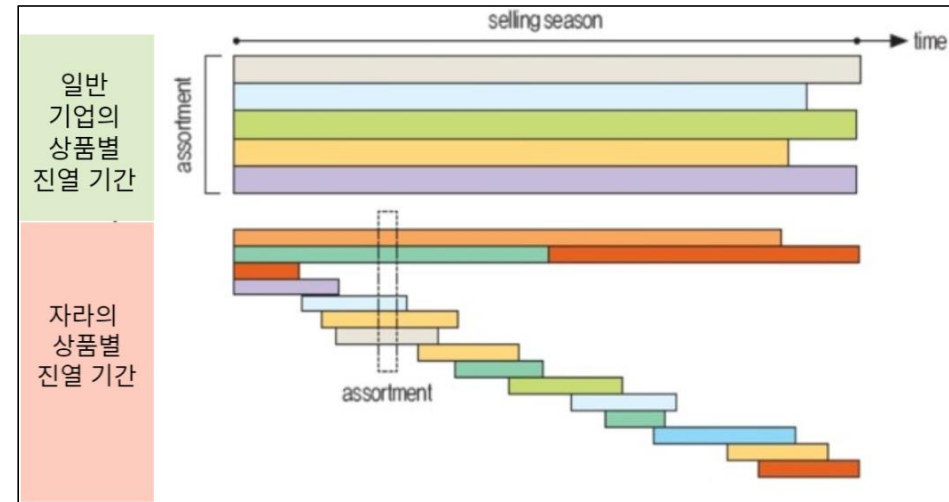 selling season
time
일반
기업의
상품별
진열 기간
assortment
자라의
상품별
진열 기간
assortment